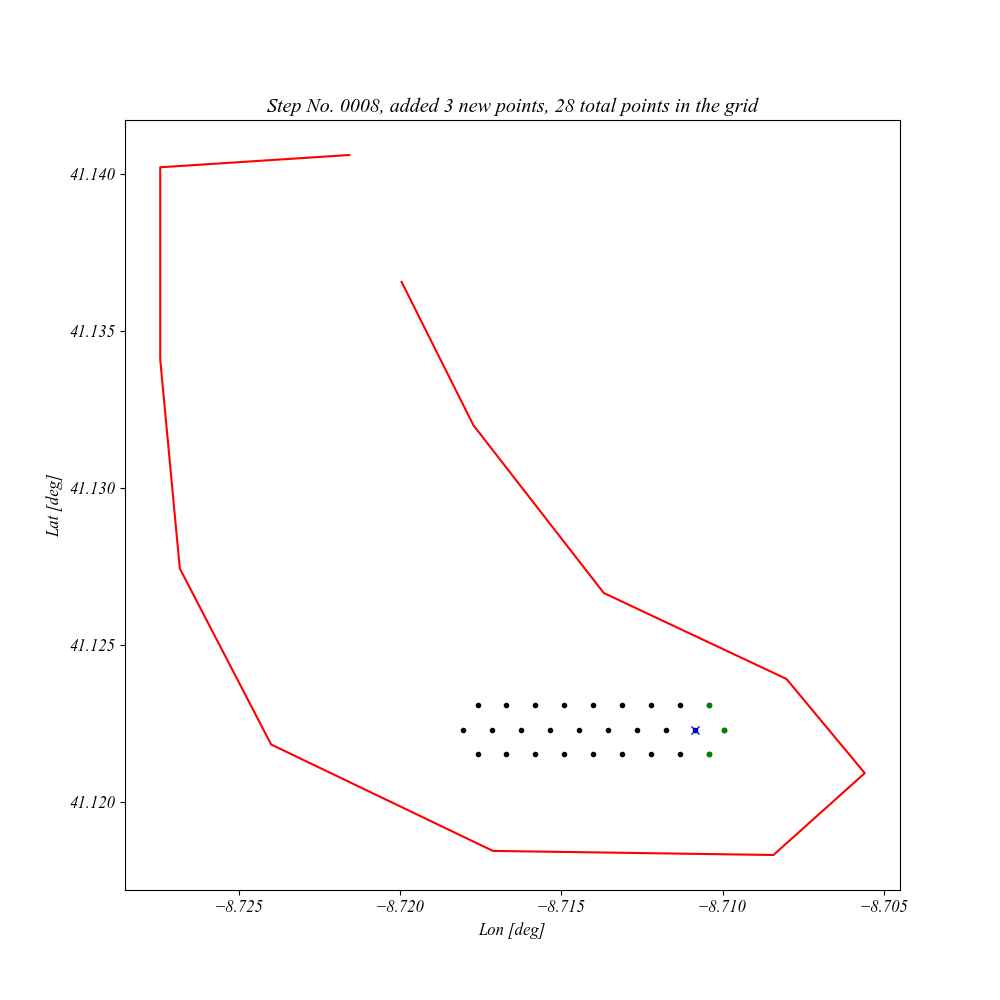 Step No. 0008, added 3 new points, 28 total points in the grid
41.140
41.135
41.130
41.125
41.120
Lat [deg]
−8.725 −8.720 −8.715 −8.710 −8.705
Lon [deg]